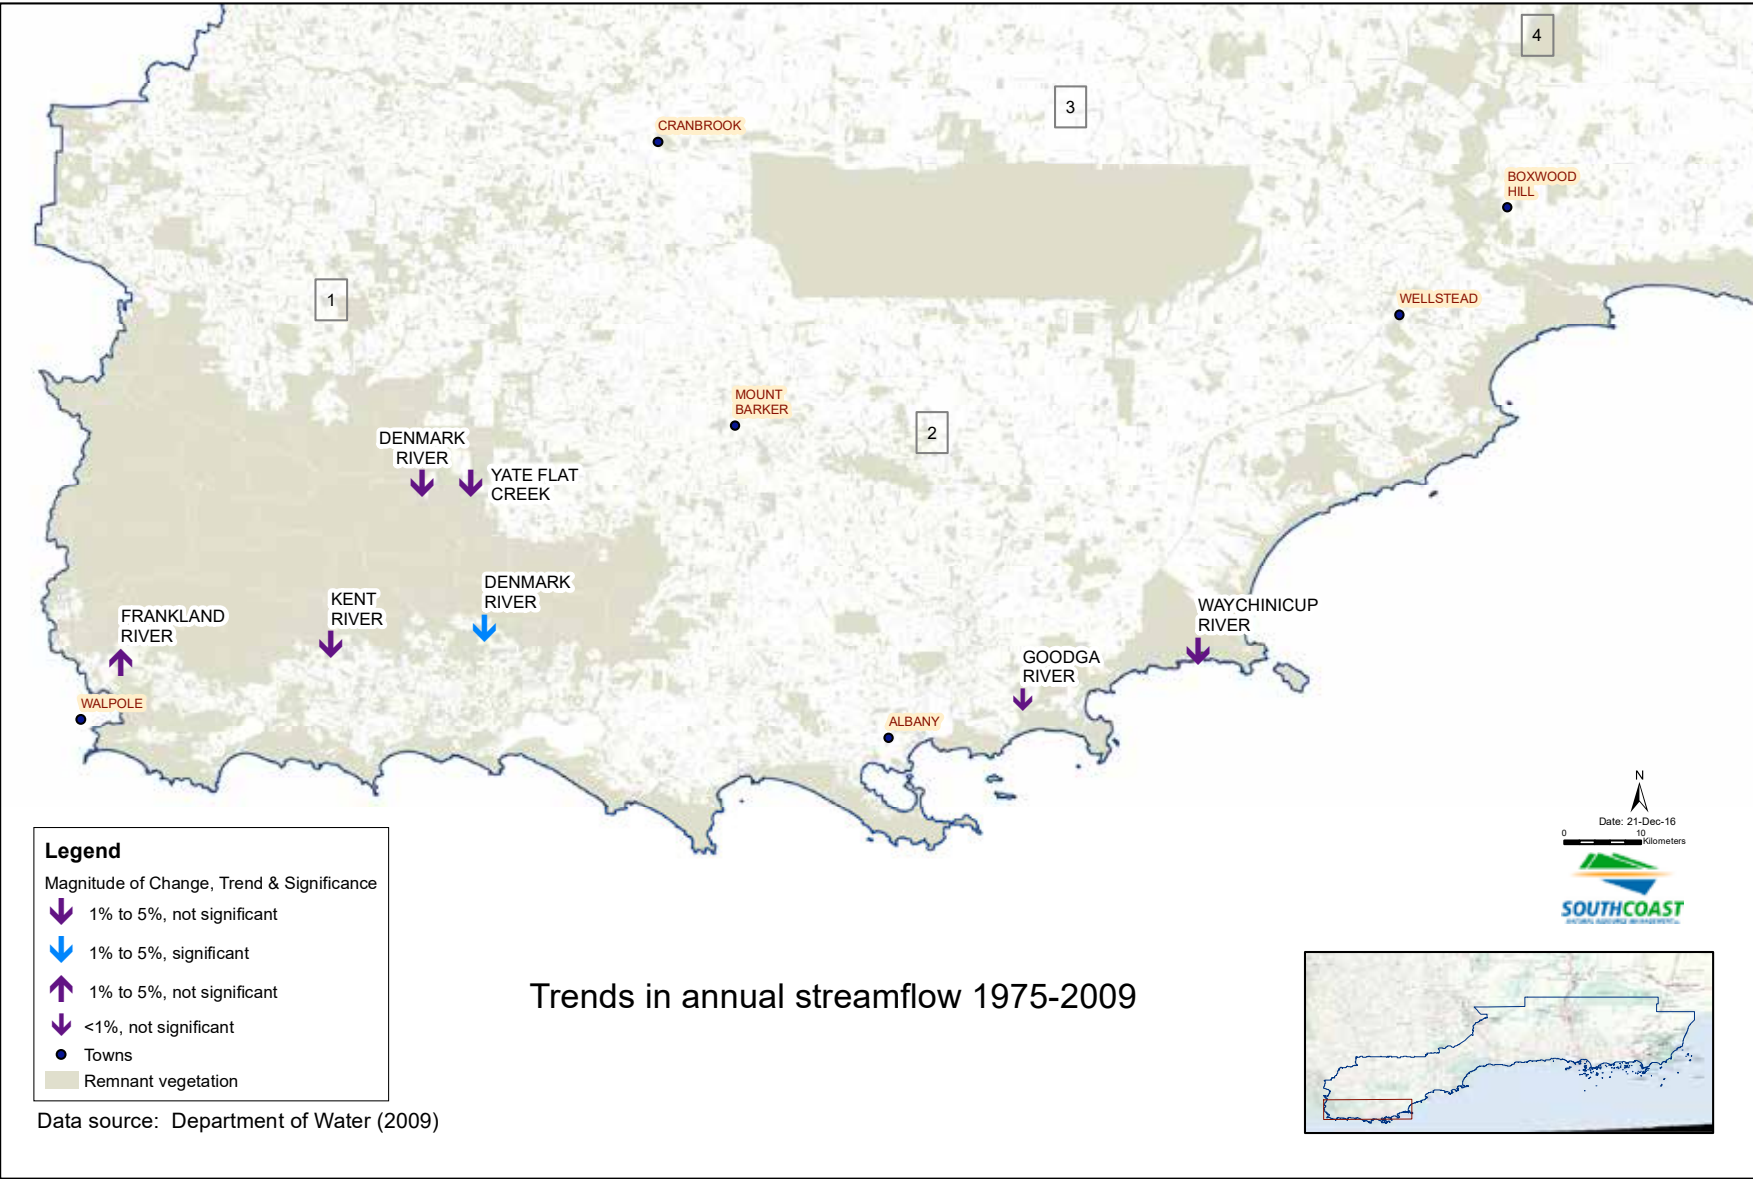 4
3
CRANBROOK
BOXWOOD
HILL
1
WELLSTEAD
MOUNT
BARKER
2
DENMARK
RIVER
YATE FLAT
CREEK
DENMARK
RIVER
KENT
RIVER
FRANKLAND
RIVER
WAYCHINICUP
RIVER
GOODGA
RIVER
WALPOLE
ALBANY
N
Date: 21-Dec-16
0 10
Kilometers
SOUTHCOAST
NATURAL RESOURCE MANAGEMENT
Legend
Magnitude of Change, Trend & Significance
1% to 5%, not significant
1% to 5%, significant
1% to 5%, not significant
<1%, not significant
Towns
Remnant vegetation
Trends in annual streamflow 1975-2009
Data source: Department of Water (2009)